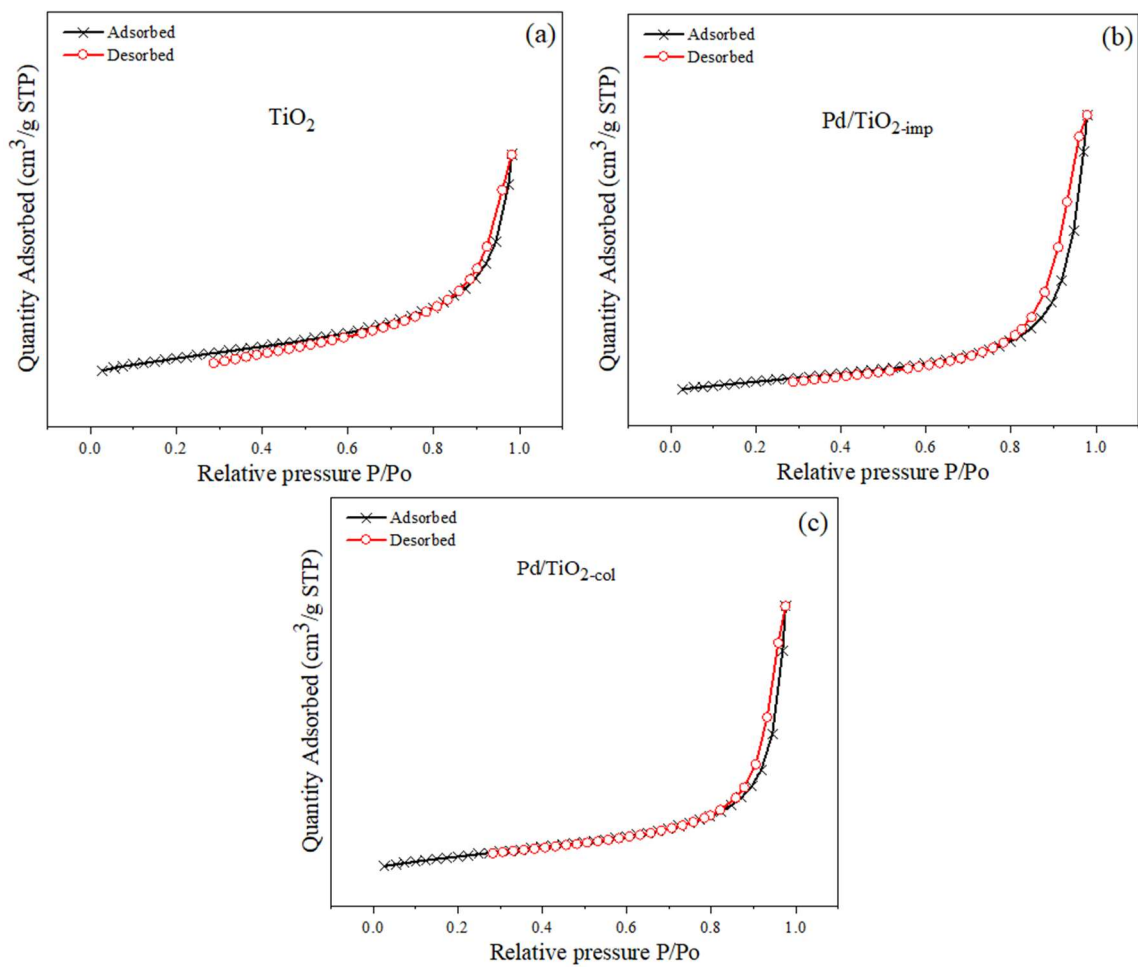 (a)
Adsorbed
Desorbed
TiO2
Quantity Adsorbed (cm3/g STP)
0.0 0.2 0.4 0.6 0.8 1.0
Relative pressure P/Po
(b)
Adsorbed
Desorbed
Pd/TiO2-imp
Quantity Adsorbed (cm3/g STP)
0.0 0.2 0.4 0.6 0.8 1.0
Relative pressure P/Po
(c)
Adsorbed
Desorbed
Pd/TiO2-col
Quantity Adsorbed (cm3/g STP)
0.0 0.2 0.4 0.6 0.8 1.0
Relative pressure P/Po